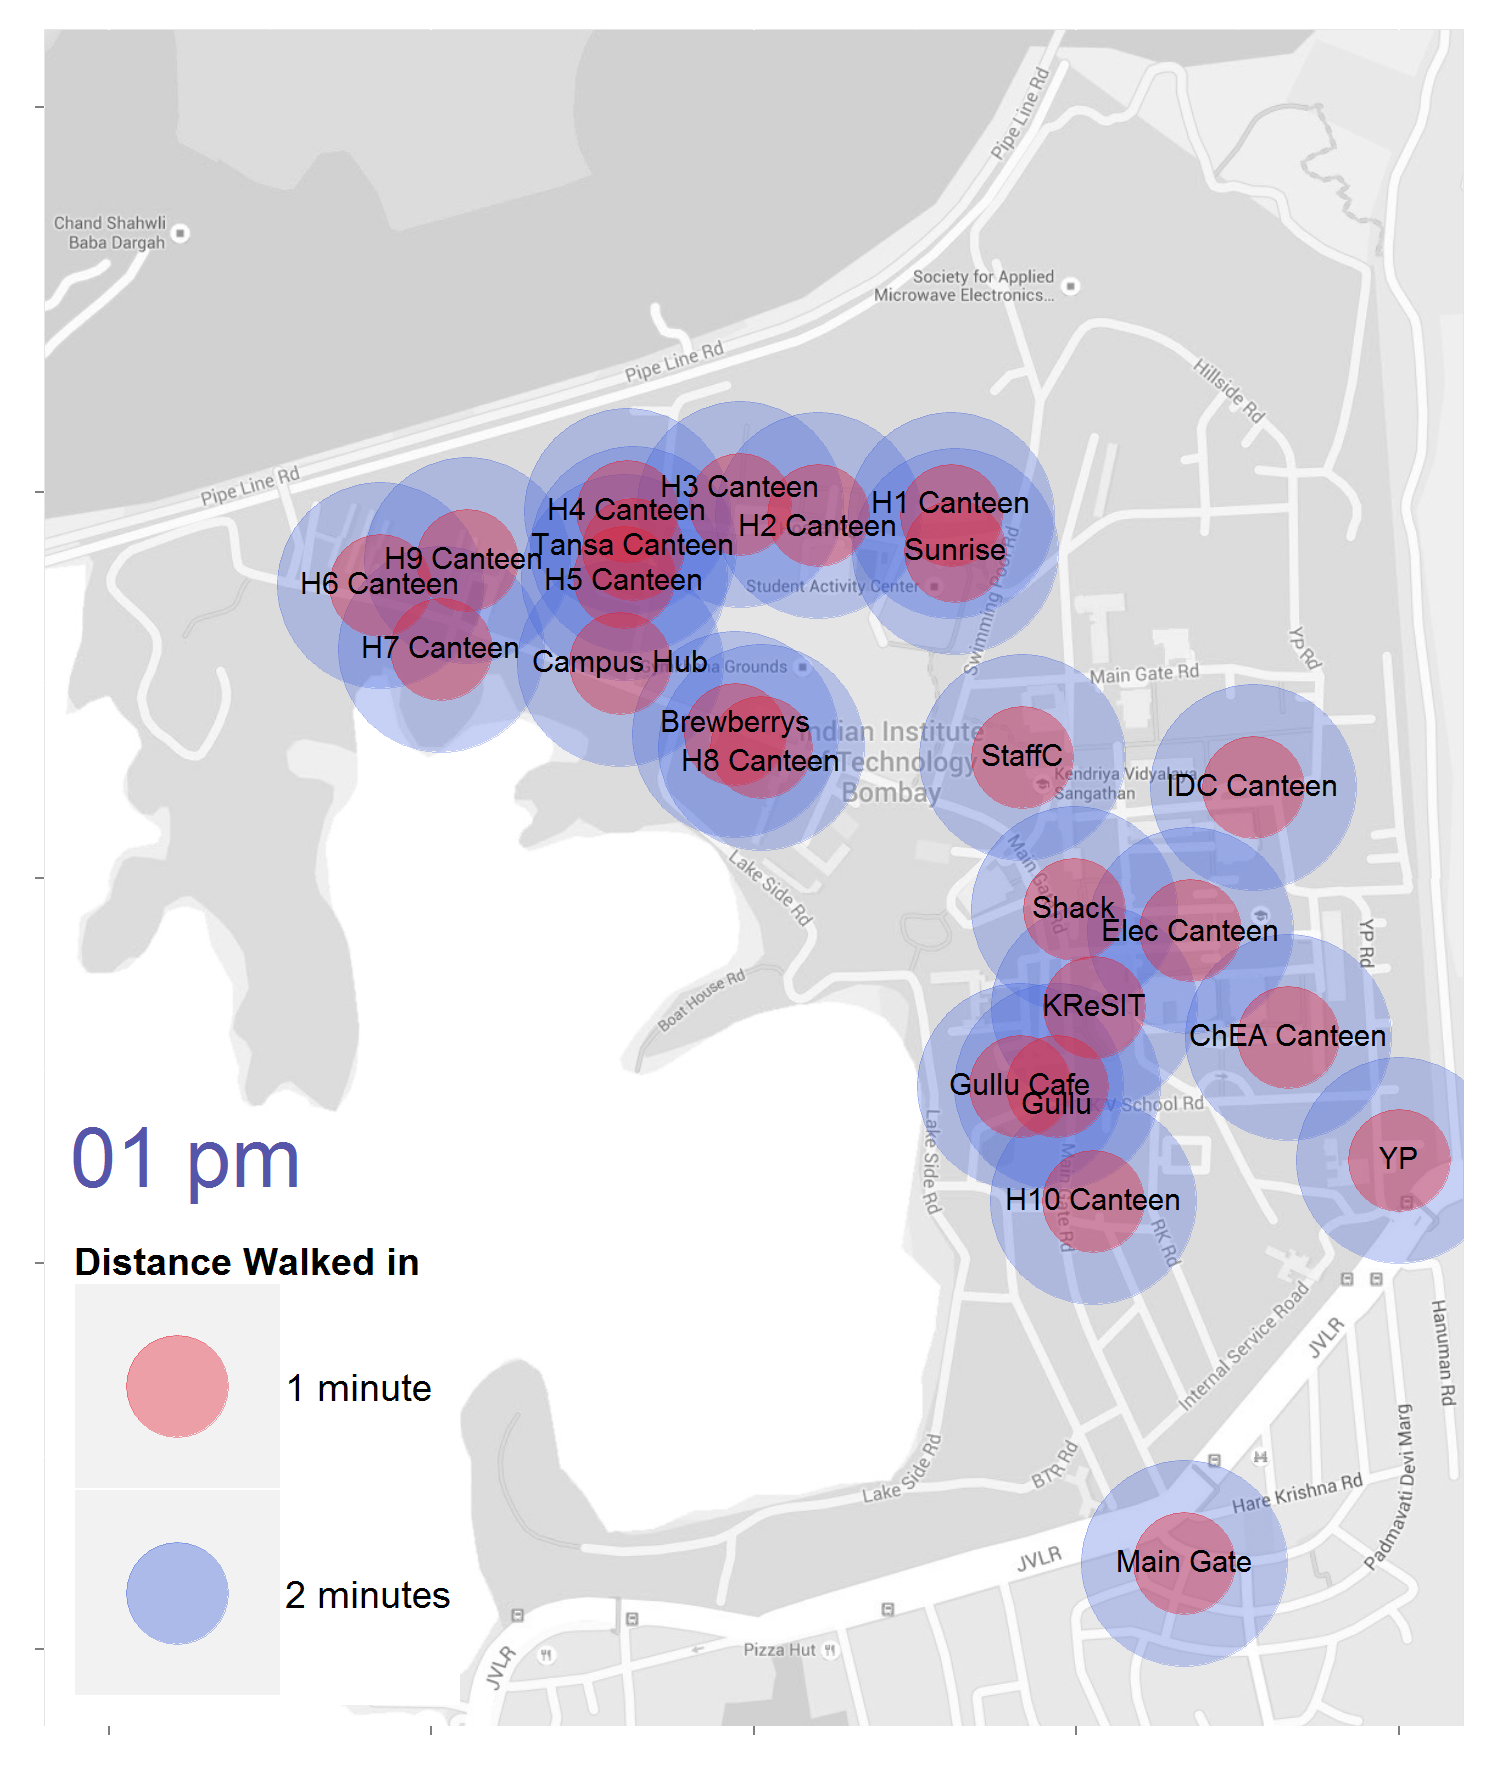 Pipe Line Rd
Chand Shahwli
Baba Dargah
Society for Applied
Microwave Electronics...
Pipe Line Rd
Hillside Rd
Pipe Line Rd
H3 Canteen
H1 Canteen
H4 Canteen
H2 Canteen
Tansa Canteen
Sunrise
H9 Canteen
H6 Canteen
H5 Canteen
Student Activity Center
Swimming Pool Rd
H7 Canteen
Campus Hub
Grounds
YP Rd
Main Gate Rd
Brewberrys
Indian Institute
of Technology
Bombay
H8 Canteen
StaffC
Kendriya Vidyalaya
Sangathan
IDC Canteen
Main Gate Rd
Lake Side Rd
Shack
Elec Canteen
YP Rd
Boat House Rd
KReSIT
ChEA Canteen
Gullu Cafe
Gullu
KV School Rd
Lake Side Rd
01 pm
YP
H10 Canteen
Main Gate Rd
RK Rd
Distance Walked in
1 minute
2 minutes
Internal Service Road
JVLR
Hanuman Rd
Lake Side Rd
BTR Rd
Hare Krishna Rd
Padmavati Devi Marg
JVLR
Main Gate
Pizza Hut
JVLR